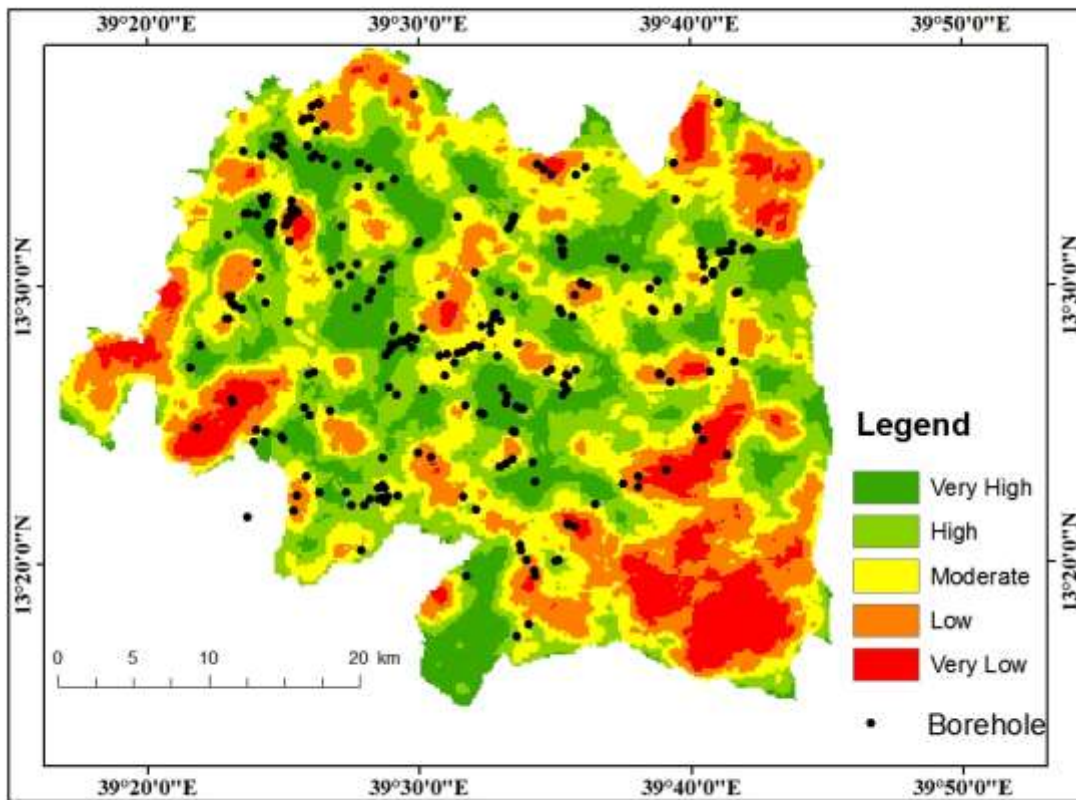 39°20'0"E 39°30'0"E 39°40'0"E 39°50'0"E
13°30'0"N 13°30'0"N
Legend
Very High
High
13°20'0"N 13°20'0"N
Moderate
Low
0 5 10 20 km
Very Low
Borehole
39°20'0"E 39°30'0"E 39°40'0"E 39°50'0"E